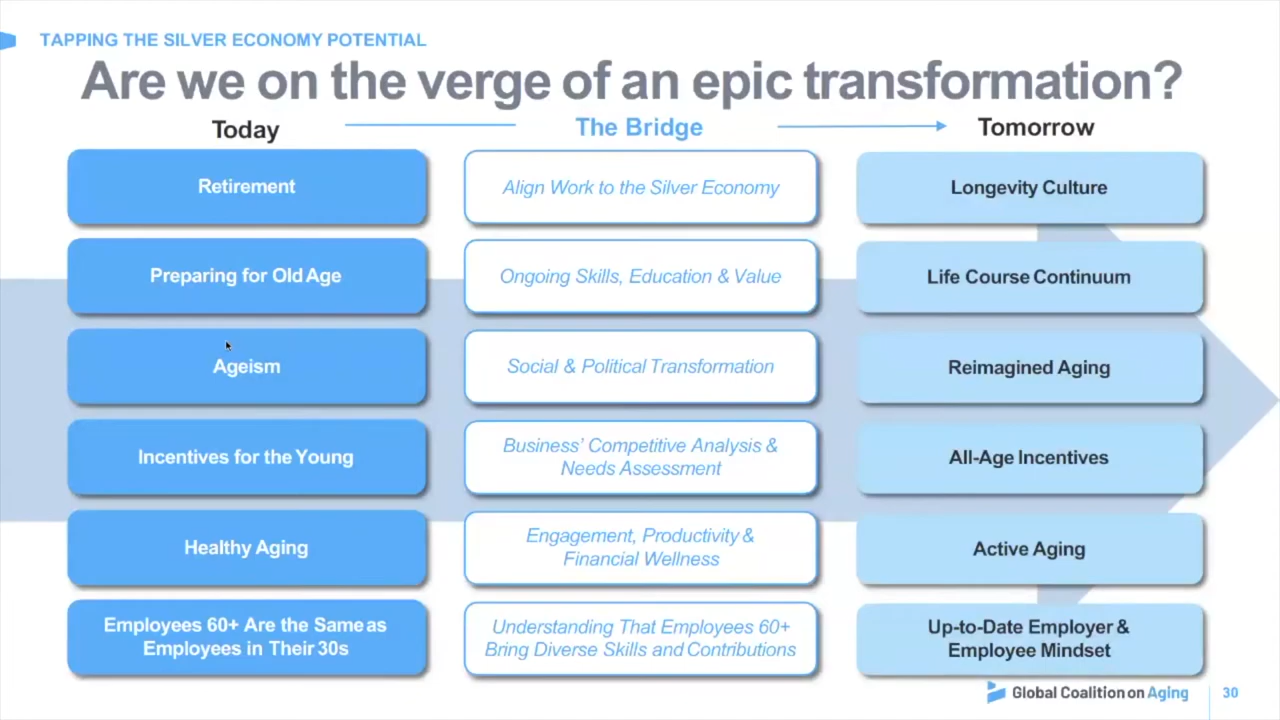 TAPPING THE SILVER ECONOMY POTENTIAL
Are we on the verge of an epic transformation?
Today
The Bridge
Tomorrow
Retirement
Align Work to the Silver Economy
Longevity Culture
Preparing for Old Age
Ongoing Skills, Education & Value
Life Course Continuum
Ageism
Social & Political Transformation
Reimagined Aging
Incentives for the Young
Business’ Competitive Analysis &
Needs Assessment
All-Age Incentives
Healthy Aging
Engagement, Productivity &
Financial Wellness
Active Aging
Employees 60+ Are the Same as
Employees in Their 30s
Understanding That Employees 60+
Bring Diverse Skills and Contributions
Up-to-Date Employer &
Employee Mindset
Global Coalition on Aging
30